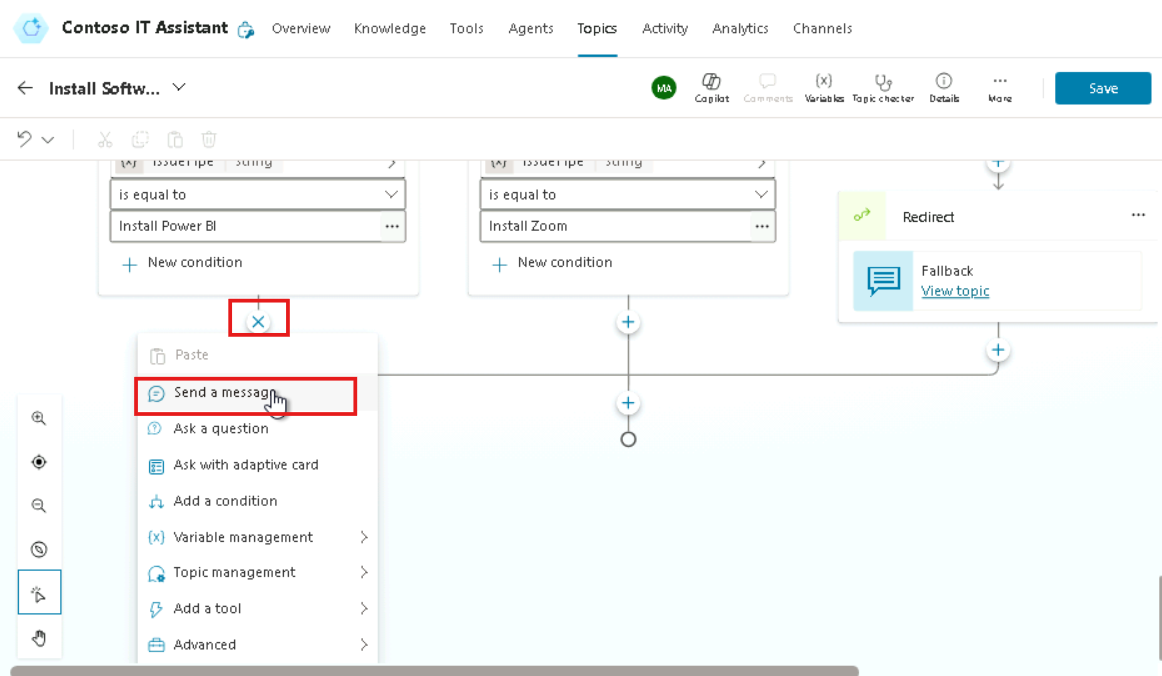 Contoso IT Assistant
Overview
Knowledge
Tools
Agents
Topics
Activity
Analytics
Channels
Install Softw...
MA
Copilot
Comments
Variables
Topic checker
Details
More
Save
{x} string
{x} string
is equal to
is equal to
Install Power BI
Install Zoom
New condition
New condition
Redirect
Fallback
View topic
Paste
Send a message
Ask a question
Ask with adaptive card
Add a condition
{x} Variable management
Topic management
Add a tool
Advanced